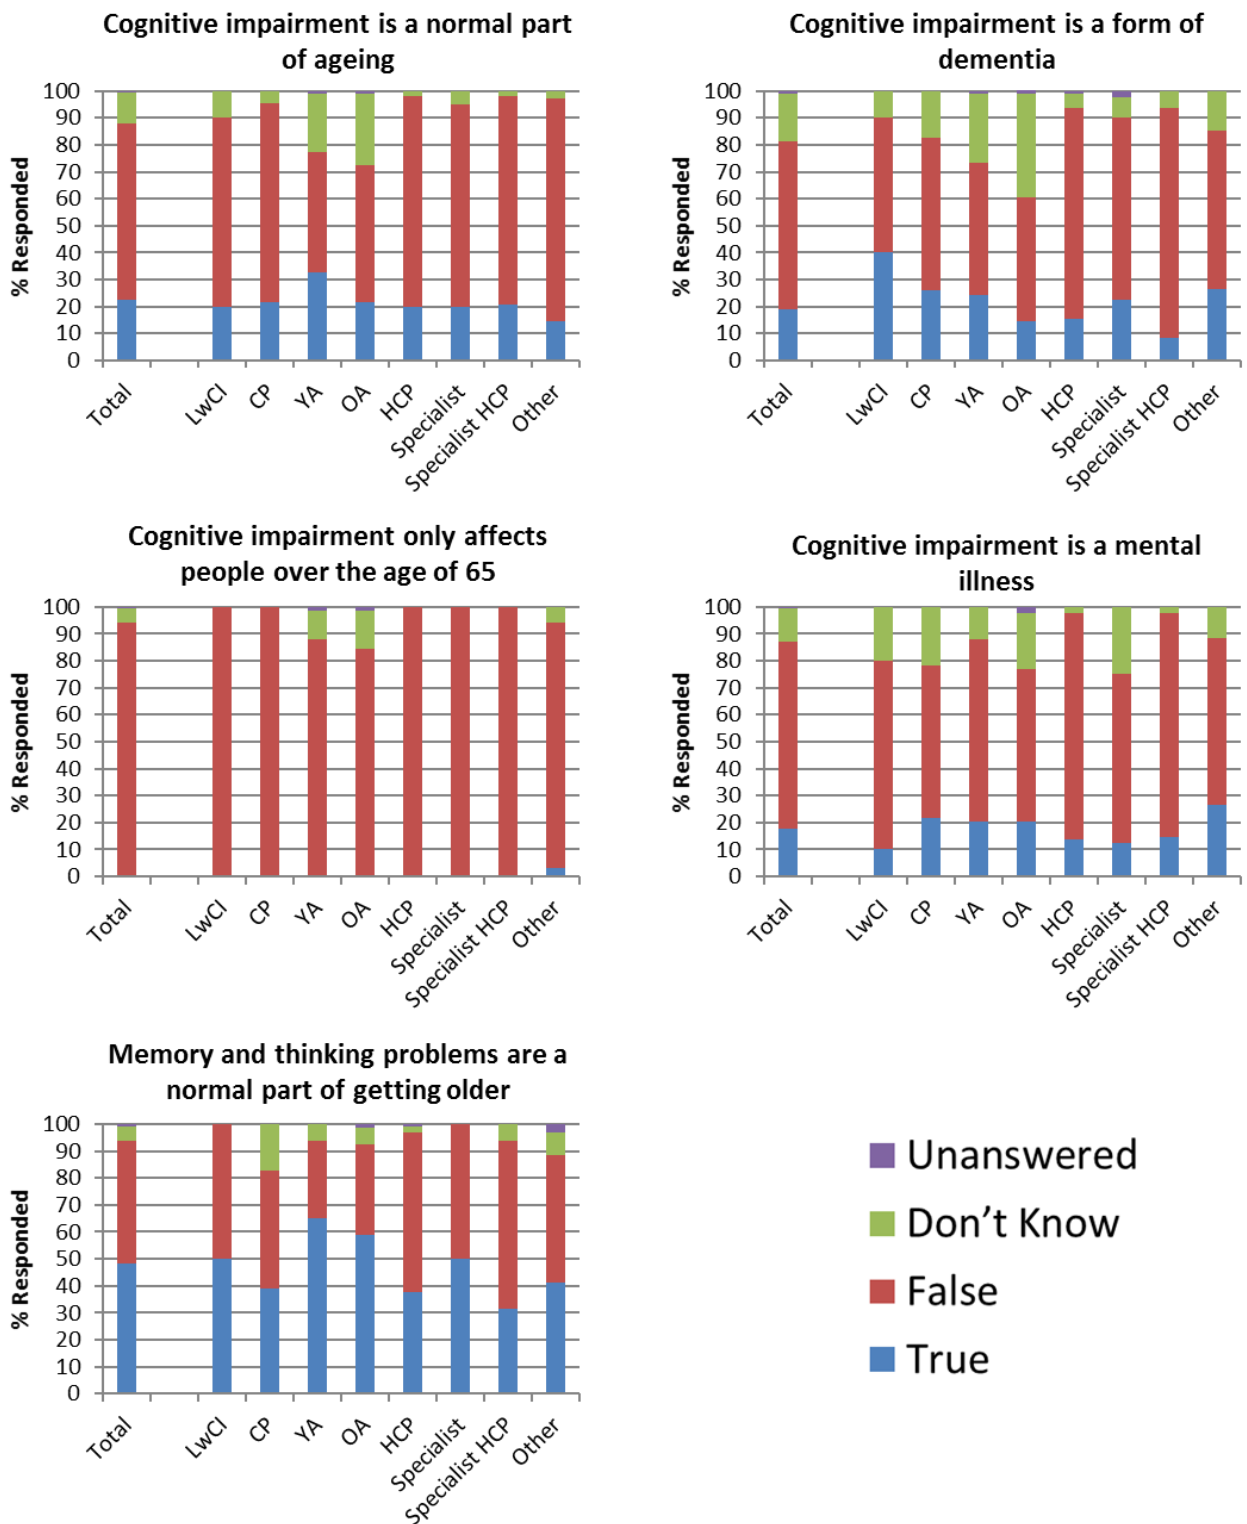 Cognitive impairment is a normal part
of ageing
% Responded
100
90
80
70
60
50
40
30
20
10
0
Total
LwCI
CP
YA
OA
HCP
Specialist
Specialist HCP
Other
Cognitive impairment is a form of
dementia
% Responded
100
90
80
70
60
50
40
30
20
10
0
Total
LwCI
CP
YA
OA
HCP
Specialist
Specialist HCP
Other
Cognitive impairment only affects
people over the age of 65
% Responded
100
90
80
70
60
50
40
30
20
10
0
Total
LwCI
CP
YA
OA
HCP
Specialist
Specialist HCP
Other
Cognitive impairment is a mental
illness
% Responded
100
90
80
70
60
50
40
30
20
10
0
Total
LwCI
CP
YA
OA
HCP
Specialist
Specialist HCP
Other
Memory and thinking problems are a
normal part of getting older
% Responded
100
90
80
70
60
50
40
30
20
10
0
Total
LwCI
CP
YA
OA
HCP
Specialist
Specialist HCP
Other
Unanswered
Don’t Know
False
True